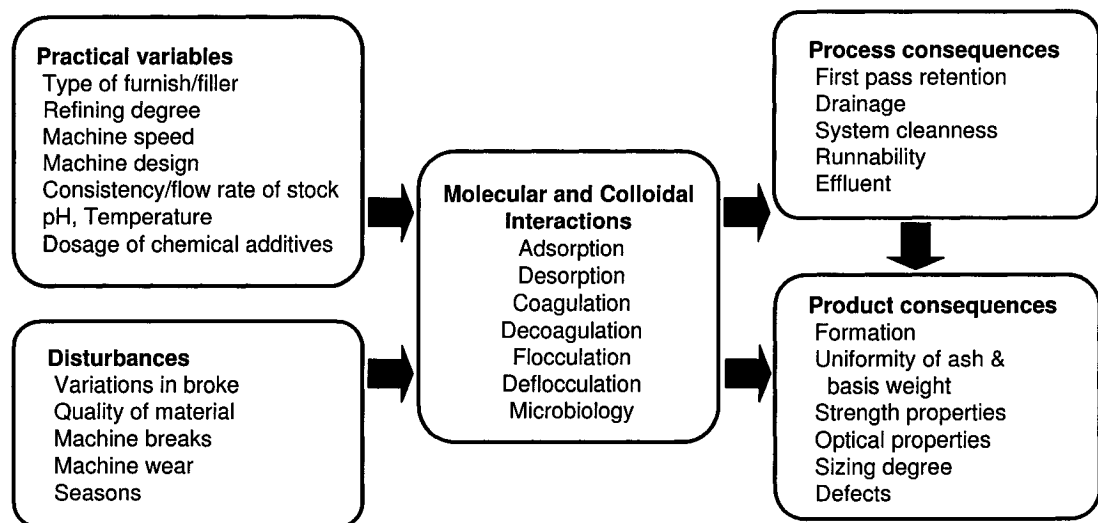 Practical variables
Type of furnish/filler
Refining degree
Machine speed
Machine design
Consistency/flow rate of stock
pH, Temperature
Dosage of chemical additives
Disturbances
Variations in broke
Quality of material
Machine breaks
Machine wear
Seasons
Molecular and Colloidal
Interactions
Adsorption
Desorption
Coagulation
Decoagulation
Flocculation
Deflocculation
Microbiology
Process consequences
First pass retention
Drainage
System cleanness
Runnability
Effluent
Product consequences
Formation
Uniformity of ash &
basis weight
Strength properties
Optical properties
Sizing degree
Defects